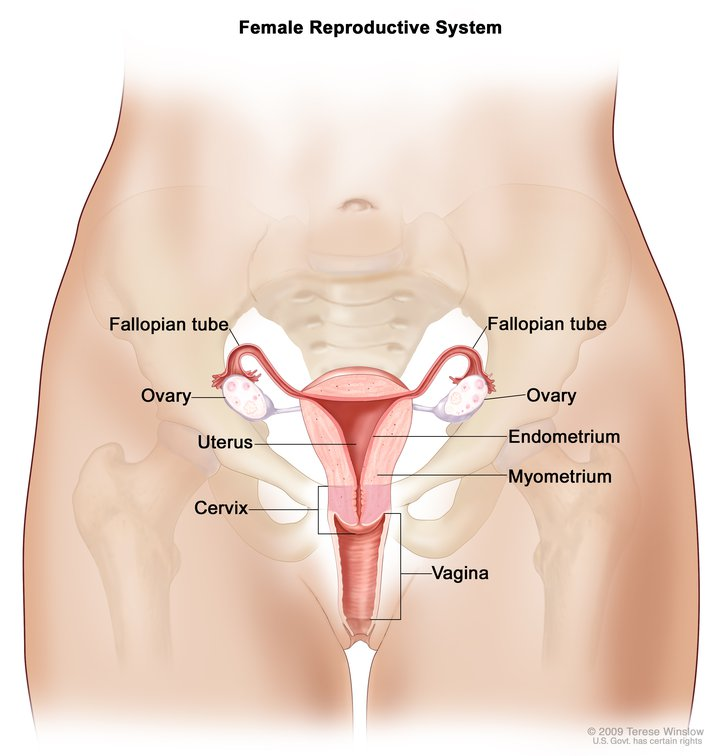 Female Reproductive System
Fallopian tube
Fallopian tube
Ovary
Ovary
Uterus
Endometrium
Myometrium
Cervix
Vagina
© 2009 Terese Winslow
U.S. Govt. has certain rights